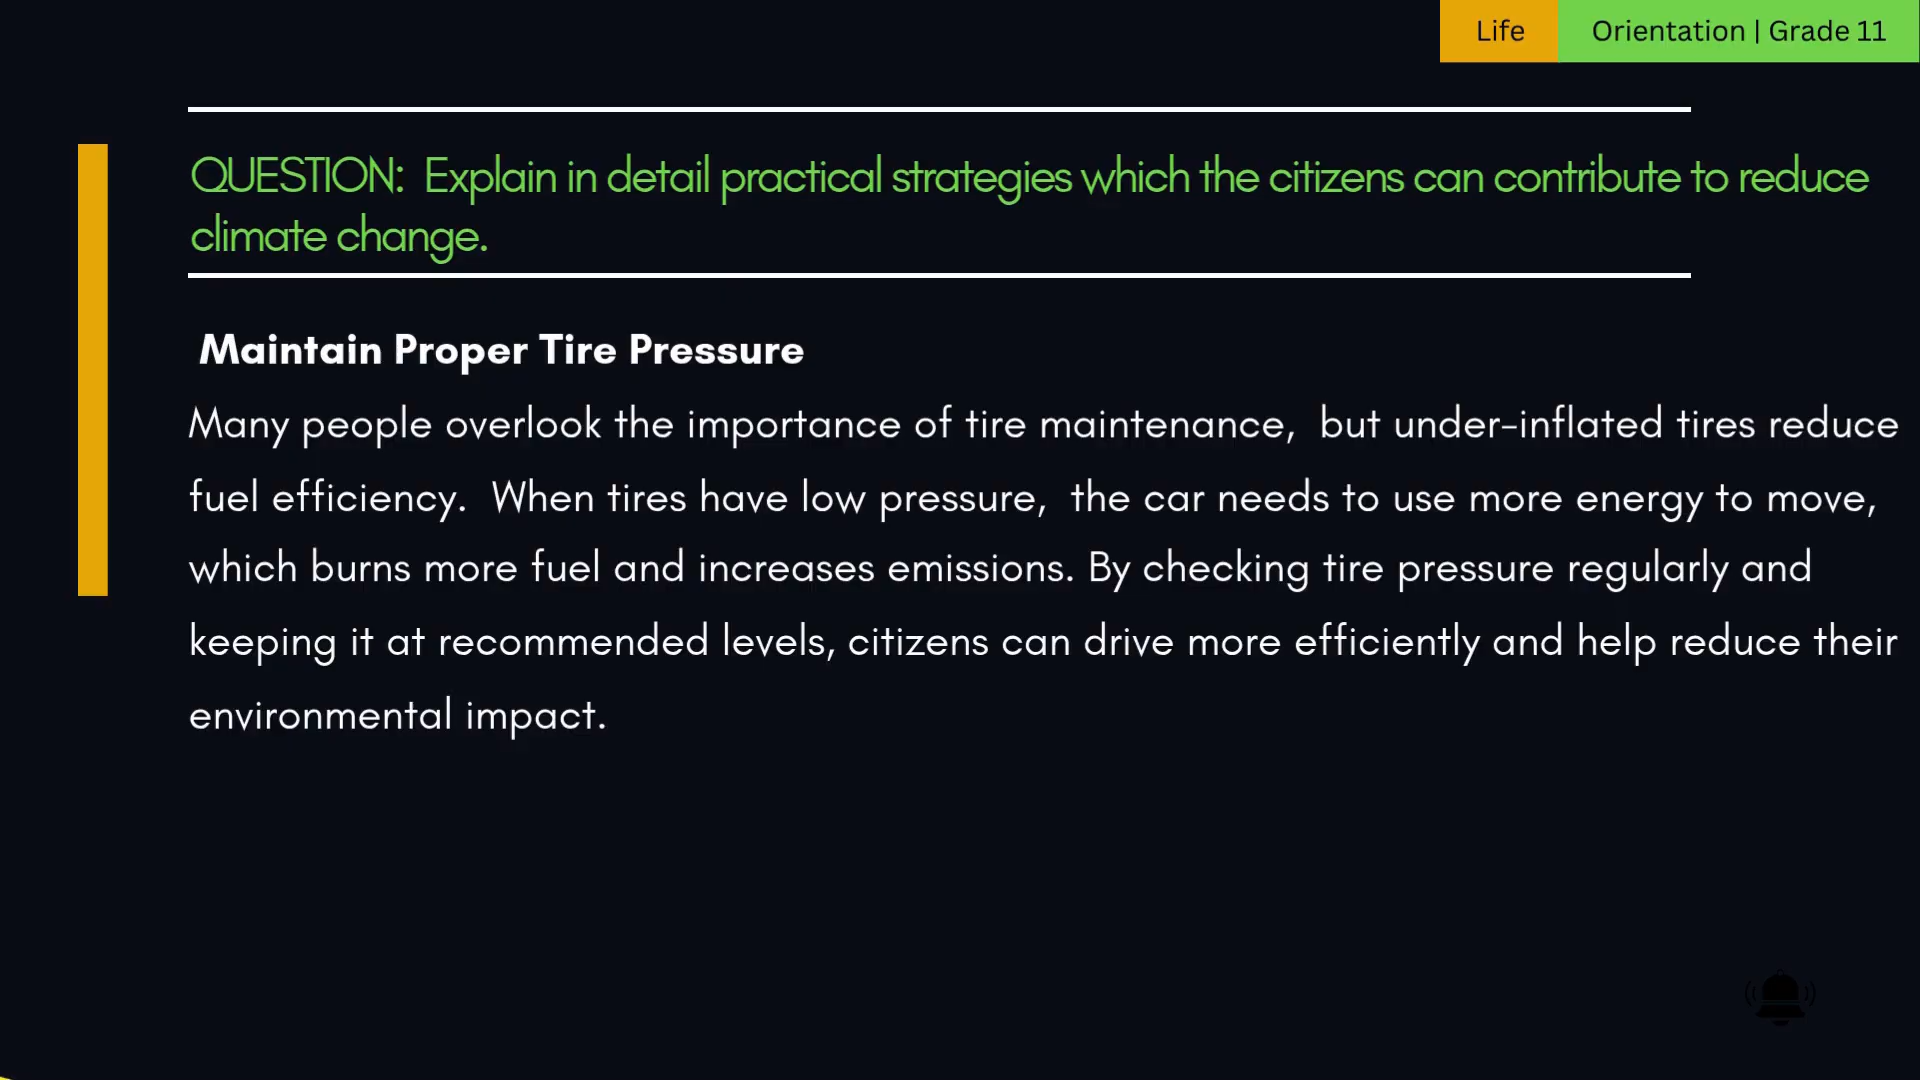 Life Orientation | Grade 11
QUESTION: Explain in detail practical strategies which the citizens can contribute to reduce
climate change.
Maintain Proper Tire Pressure
Many people overlook the importance of tire maintenance, but under-inflated tires reduce
fuel efficiency. When tires have low pressure, the car needs to use more energy to move,
which burns more fuel and increases emissions. By checking tire pressure regularly and
keeping it at recommended levels, citizens can drive more efficiently and help reduce their
environmental impact.